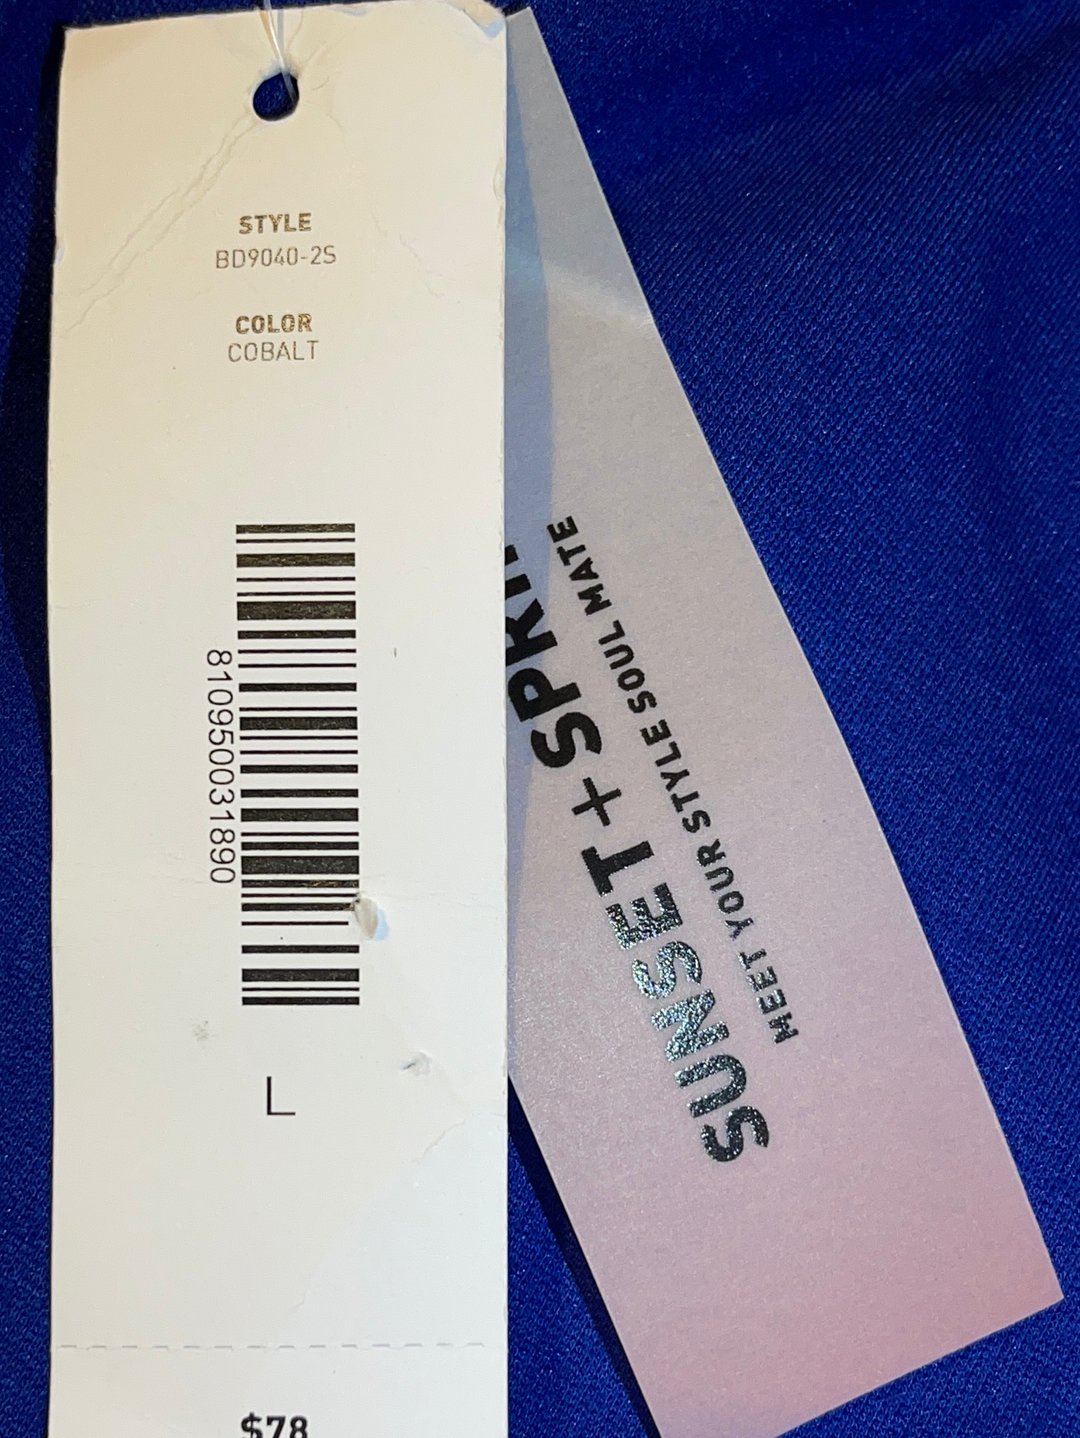 STYLE
BD9040-2S
COLOR
COBALT
810950031890
L
$78
SUNSET + SPRI
MEET YOUR STYLE SOUL MATE